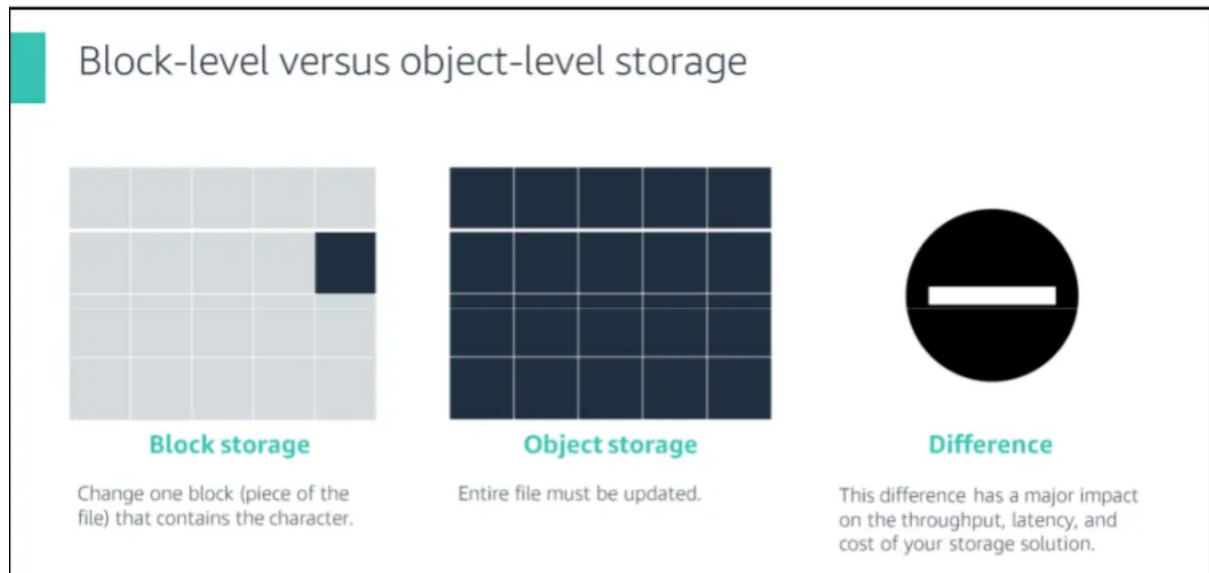 Block-level versus object-level storage
Block storage
Change one block (piece of the
file) that contains the character.
Object storage
Entire file must be updated.
Difference
This difference has a major impact
on the throughput, latency, and
cost of your storage solution.